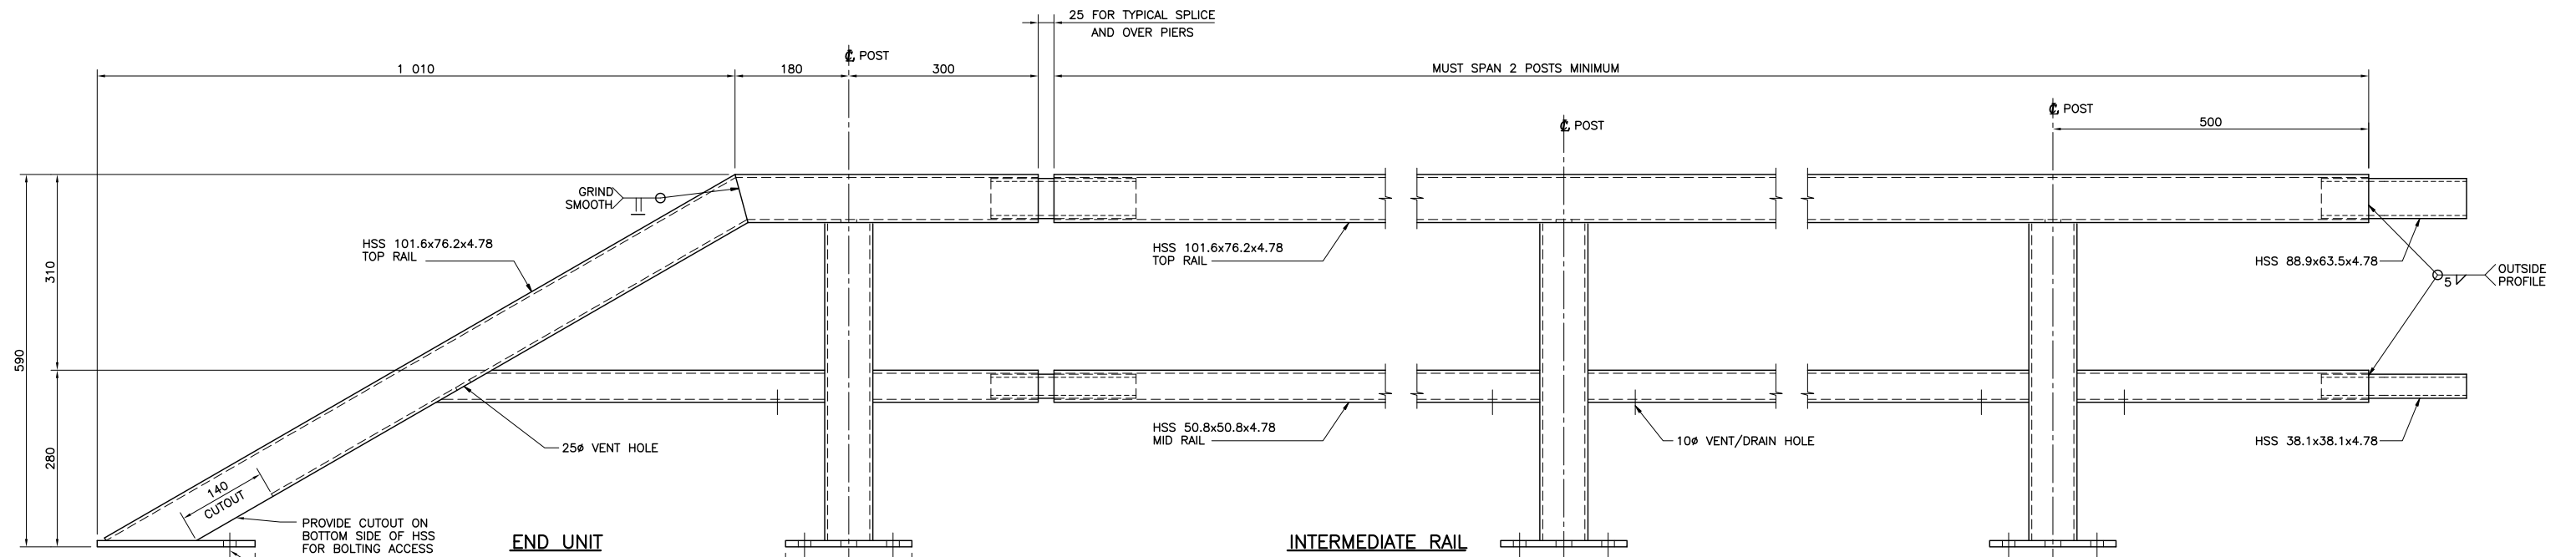 25 FOR TYPICAL SPLICE
AND OVER PIERS
℄ POST
1 010
180
300
MUST SPAN 2 POSTS MINIMUM
℄ POST
℄ POST
500
GRIND
SMOOTH
HSS 101.6x76.2x4.78
TOP RAIL
HSS 101.6x76.2x4.78
TOP RAIL
HSS 88.9x63.5x4.78
5
OUTSIDE
PROFILE
590
310
280
25ø VENT HOLE
HSS 50.8x50.8x4.78
MID RAIL
10ø VENT/DRAIN HOLE
HSS 38.1x38.1x4.78
140
CUTOUT
PROVIDE CUTOUT ON
BOTTOM SIDE OF HSS
FOR BOLTING ACCESS
END UNIT
INTERMEDIATE RAIL